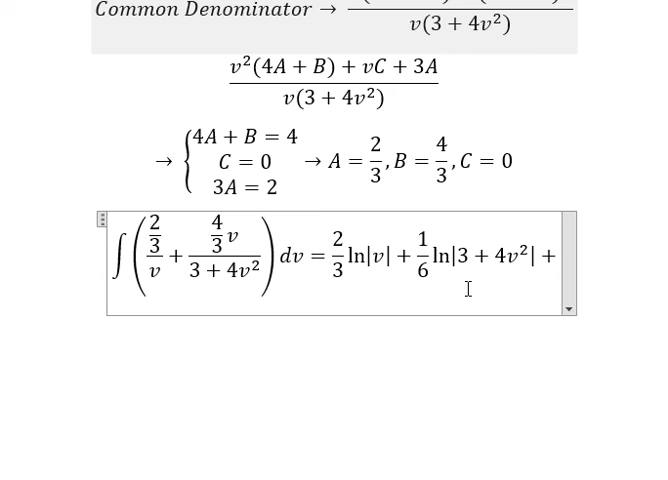 Common Denominator → v(3 + 4v²)
v²(4A + B) + vC + 3A
v(3 + 4v²)
4A + B = 4
→ { C = 0 → A = 2/3, B = 4/3, C = 0
3A = 2
∫ ( (2/3)/v + (4/3 v)/(3 + 4v²) ) dv = 2/3 ln|v| + 1/6 ln|3 + 4v²| +